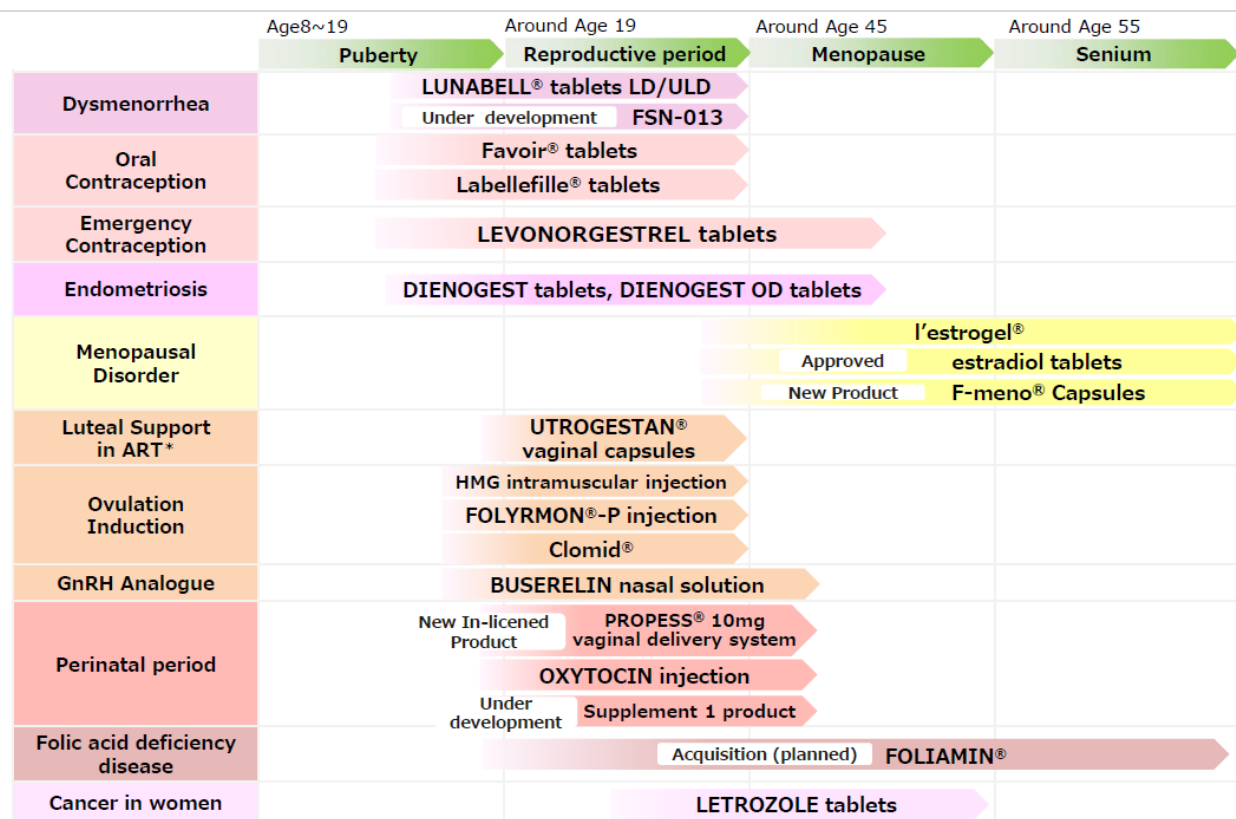 Age8~19
Around Age 19
Around Age 45
Around Age 55
Puberty
Reproductive period
Menopause
Senium
Dysmenorrhea
LUNABELL® tablets LD/ULD
Under development
FSN-013
Oral
Contraception
Favoir® tablets
Labellefille® tablets
Emergency
Contraception
LEVONORGESTREL tablets
Endometriosis
DIENOGEST tablets, DIENOGEST OD tablets
Menopausal
Disorder
l’estrogel®
Approved
estradiol tablets
New Product
F-meno® Capsules
Luteal Support
in ART*
UTROGESTAN®
vaginal capsules
Ovulation
Induction
HMG intramuscular injection
FOLYRMON®-P injection
Clomid®
GnRH Analogue
BUSERELIN nasal solution
Perinatal period
New In-licened
Product
PROPESS® 10mg
vaginal delivery system
OXYTOCIN injection
Under
development
Supplement 1 product
Folic acid deficiency
disease
Acquisition (planned)
FOLIAMIN®
Cancer in women
LETROZOLE tablets